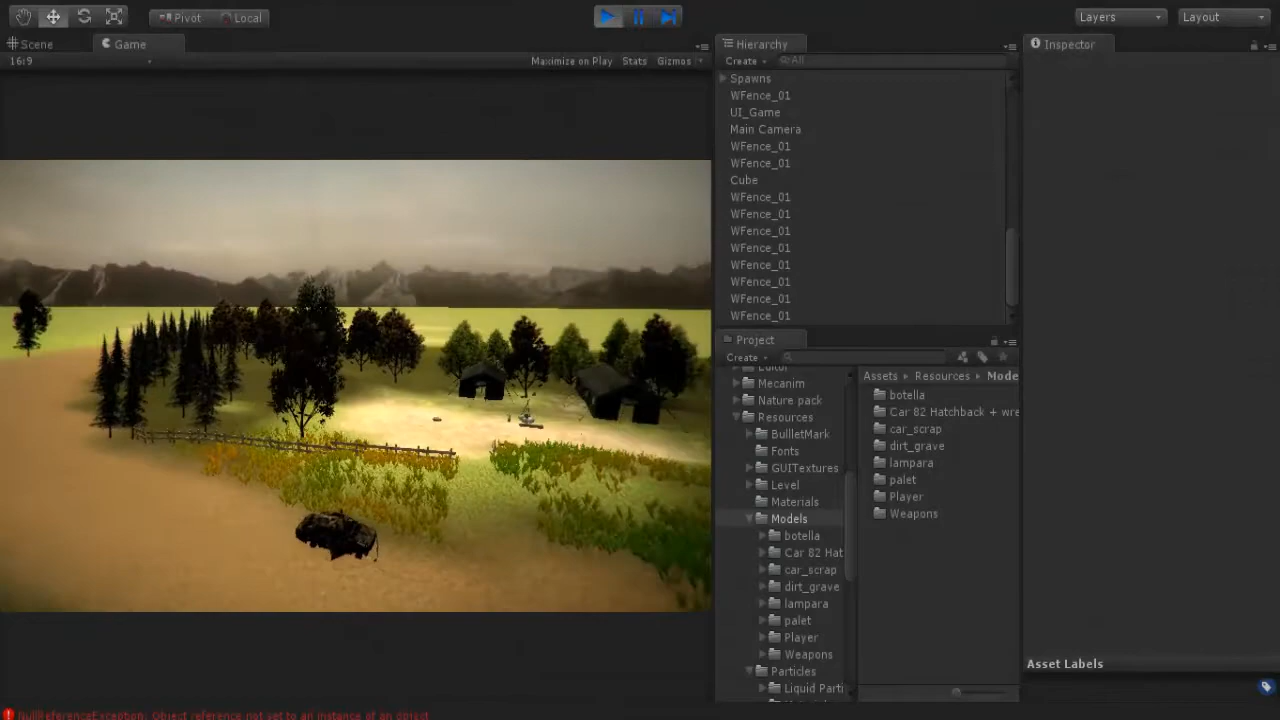 Pivot Local Layers Layout
Scene Game
16:9 Maximize on Play Stats Gizmos
Hierarchy
Create All
Spawns
WFence_01
UI_Game
Main Camera
WFence_01
WFence_01
Cube
WFence_01
WFence_01
WFence_01
WFence_01
WFence_01
WFence_01
WFence_01
WFence_01
Project
Create
Editor
Mecanim
Nature pack
Resources
BullletMark
Fonts
GUITextures
Level
Materials
Models
botella
Car 82 Hat
car_scrap
dirt_grave
lampara
palet
Player
Weapons
Particles
Liquid Parti
Assets Resources Mode
botella
Car 82 Hatchback + wre
car_scrap
dirt_grave
lampara
palet
Player
Weapons
Inspector
Asset Labels
NullReferenceException: Object reference not set to an instance of an object